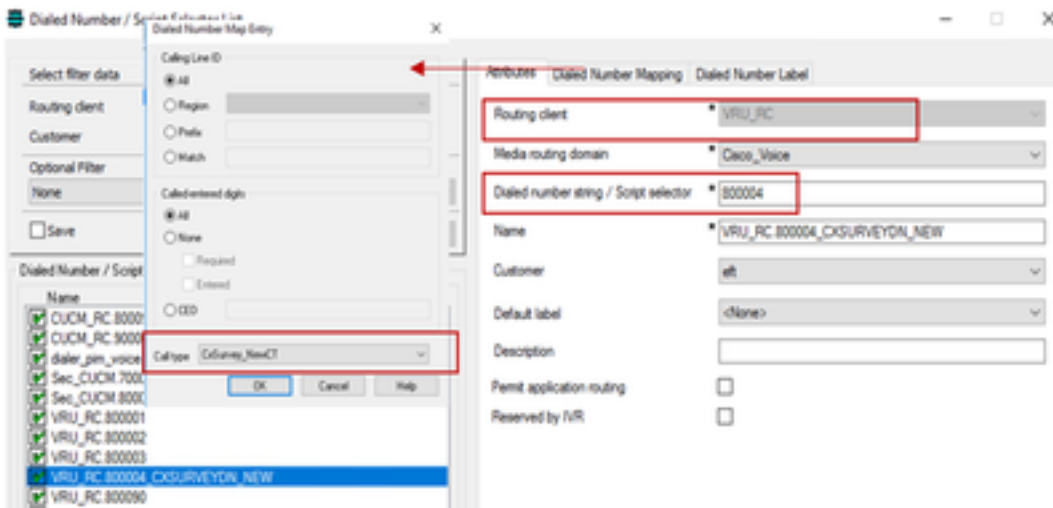 Dialed Number / Script Selector List
Dialed Number Map Entry
Select filter data
Routing client
Customer
Optional Filter
None
Save
Dialed Number / Script
Name
CUCM_RC.8000
CUCM_RC.9000
dialer_pim_voice
Sec_CUCM.7000
Sec_CUCM.8000
VRU_RC.800001
VRU_RC.800002
VRU_RC.800003
VRU_RC.800004_CXSURVEYDN_NEW
VRU_RC.800090
Calling Line ID
All
Region
Prefix
Match
Called-entered digits
All
None
Required
Entered
CED
Call type CxSurvey_NewCT
OK Cancel Help
Attributes Dialed Number Mapping Dialed Number Label
Routing client * VRU_RC
Media routing domain * Cisco_Voice
Dialed number string / Script selector * 800004
Name * VRU_RC.800004_CXSURVEYDN_NEW
Customer eft
Default label <None>
Description
Permit application routing
Reserved by IVR